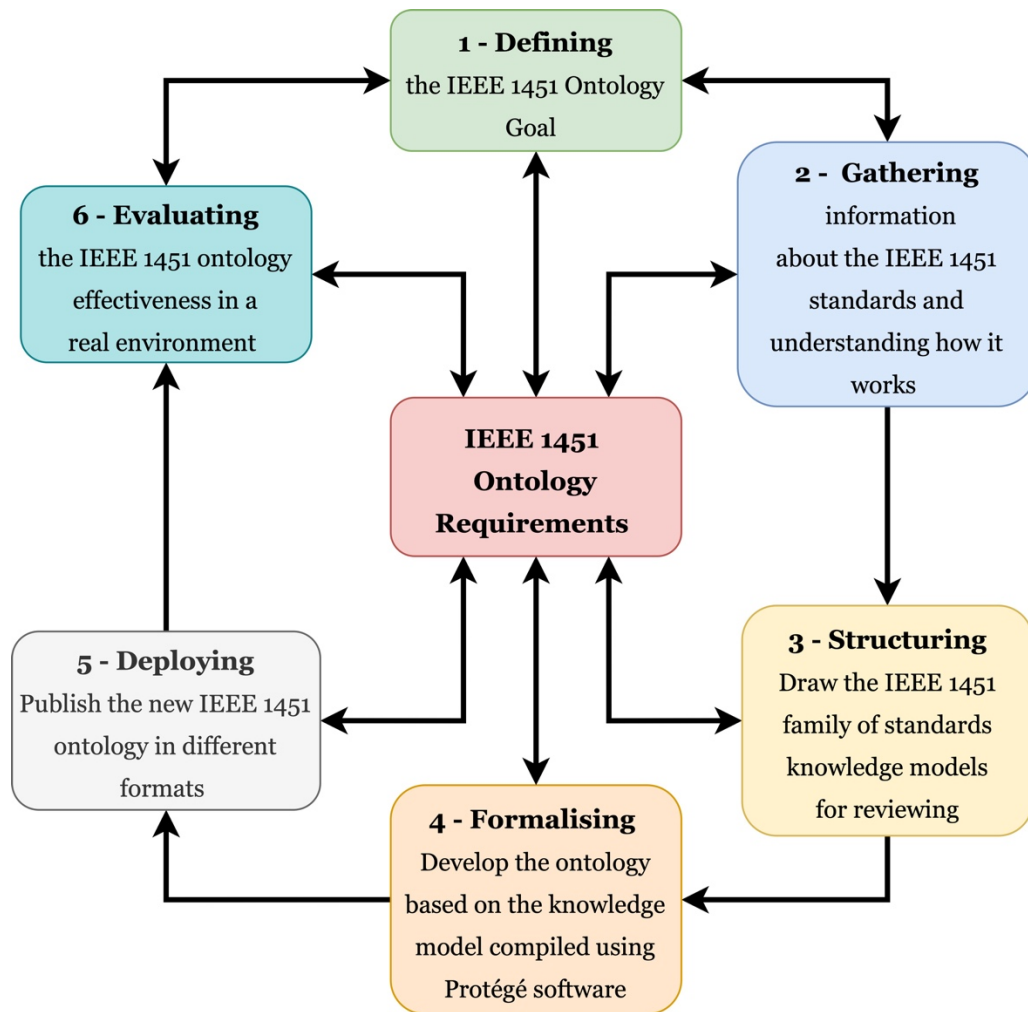 1 - Defining
the IEEE 1451 Ontology
Goal
2 - Gathering
information
about the IEEE 1451
standards and
understanding how it
works
6 - Evaluating
the IEEE 1451 ontology
effectiveness in a
real environment
IEEE 1451
Ontology
Requirements
3 - Structuring
Draw the IEEE 1451
family of standards
knowledge models
for reviewing
5 - Deploying
Publish the new IEEE 1451
ontology in different
formats
4 - Formalising
Develop the ontology
based on the knowledge
model compiled using
Protégé software